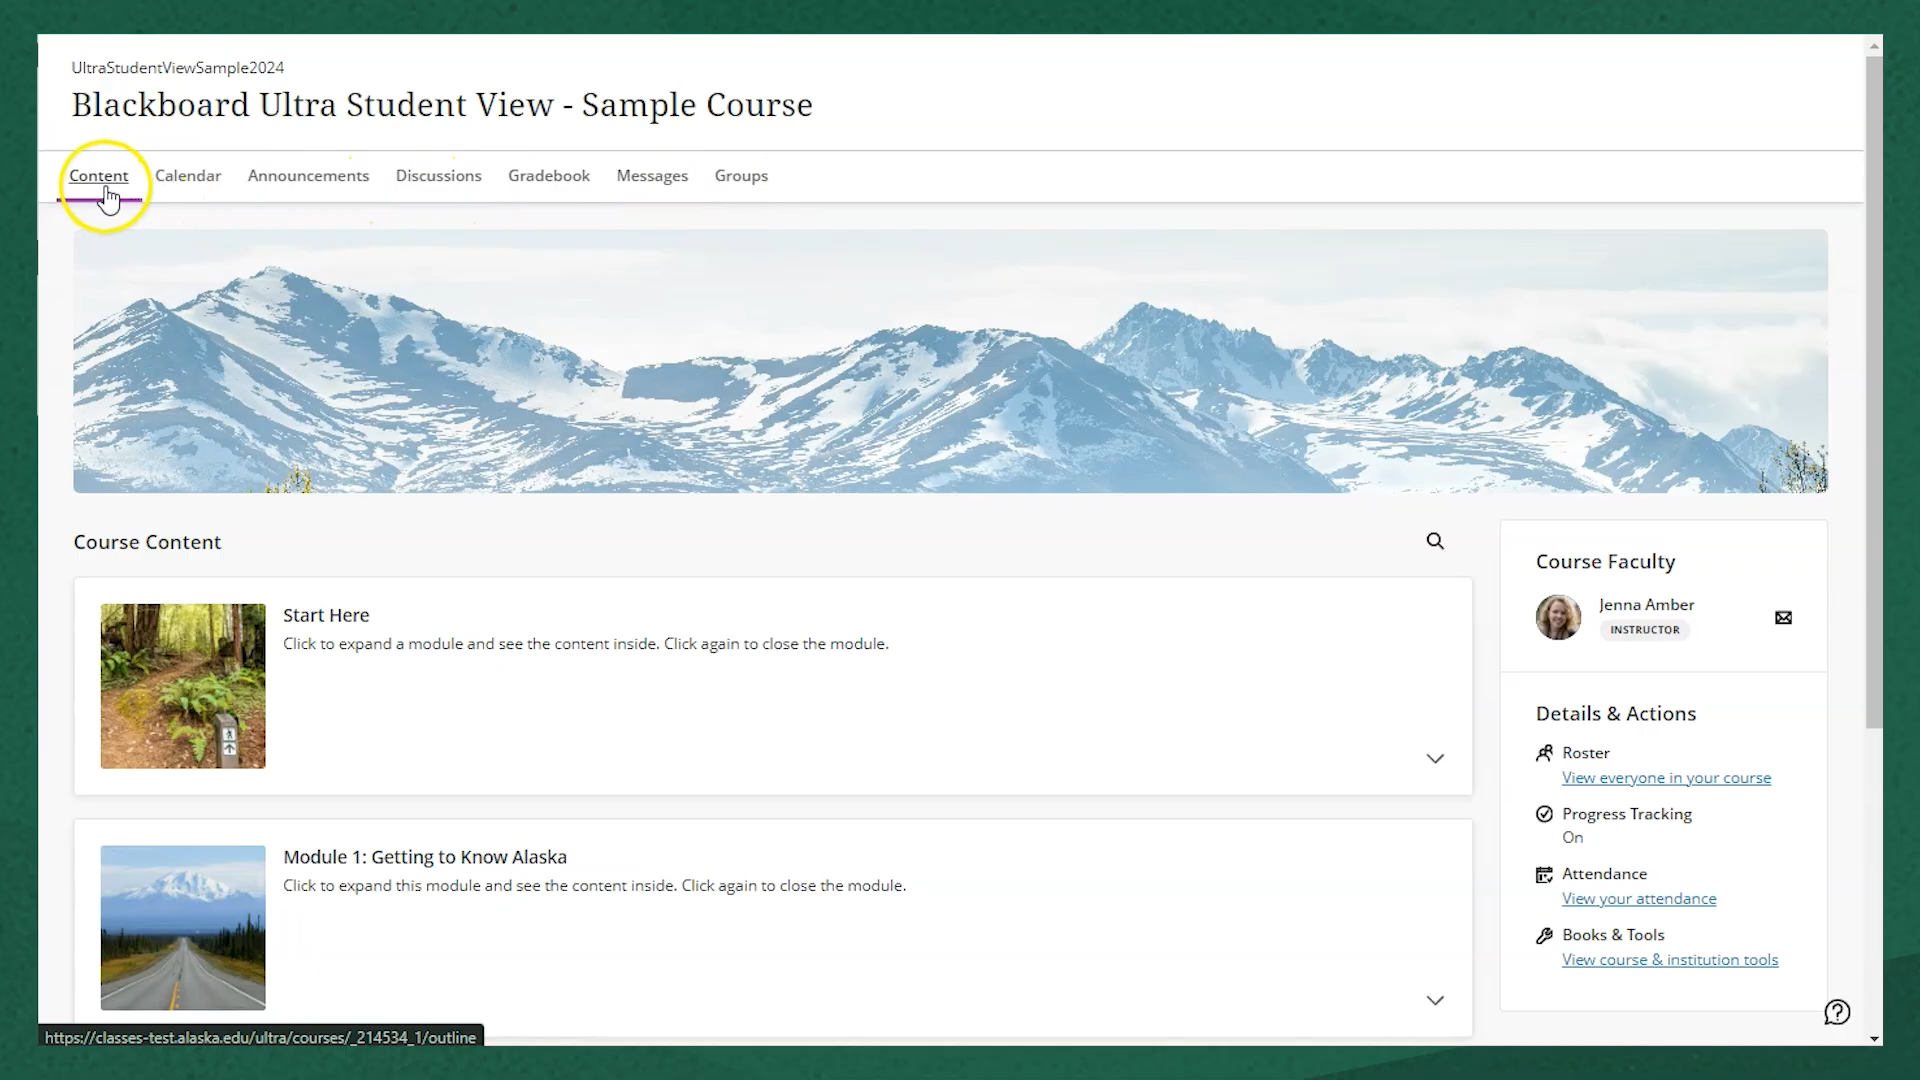 UltraStudentViewSample2024
Blackboard Ultra Student View - Sample Course
Content Calendar Announcements Discussions Gradebook Messages Groups
Course Content
Start Here
Click to expand a module and see the content inside. Click again to close the module.
Module 1: Getting to Know Alaska
Click to expand this module and see the content inside. Click again to close the module.
Course Faculty
Jenna Amber
INSTRUCTOR
Details & Actions
Roster
View everyone in your course
Progress Tracking
On
Attendance
View your attendance
Books & Tools
View course & institution tools
https://classes-test.alaska.edu/ultra/courses/_214534_1/outline